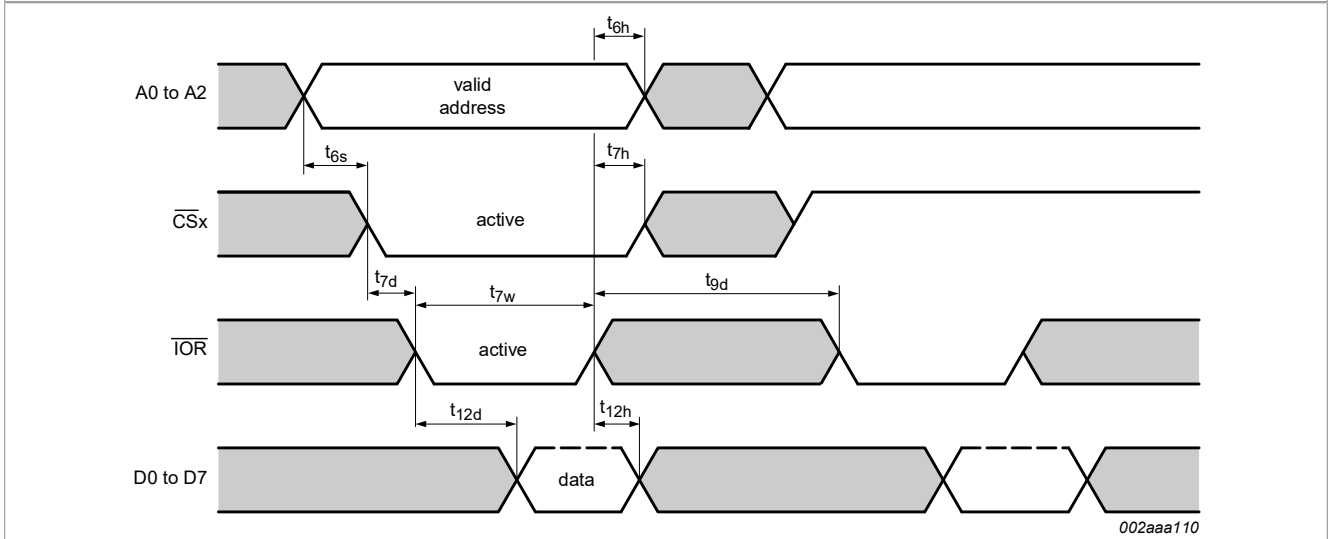 t6h
A0 to A2
valid
address
t6s
t7h
CSx
active
t7d
t7w
t9d
IOR
active
t12d
t12h
D0 to D7
data
002aaa110